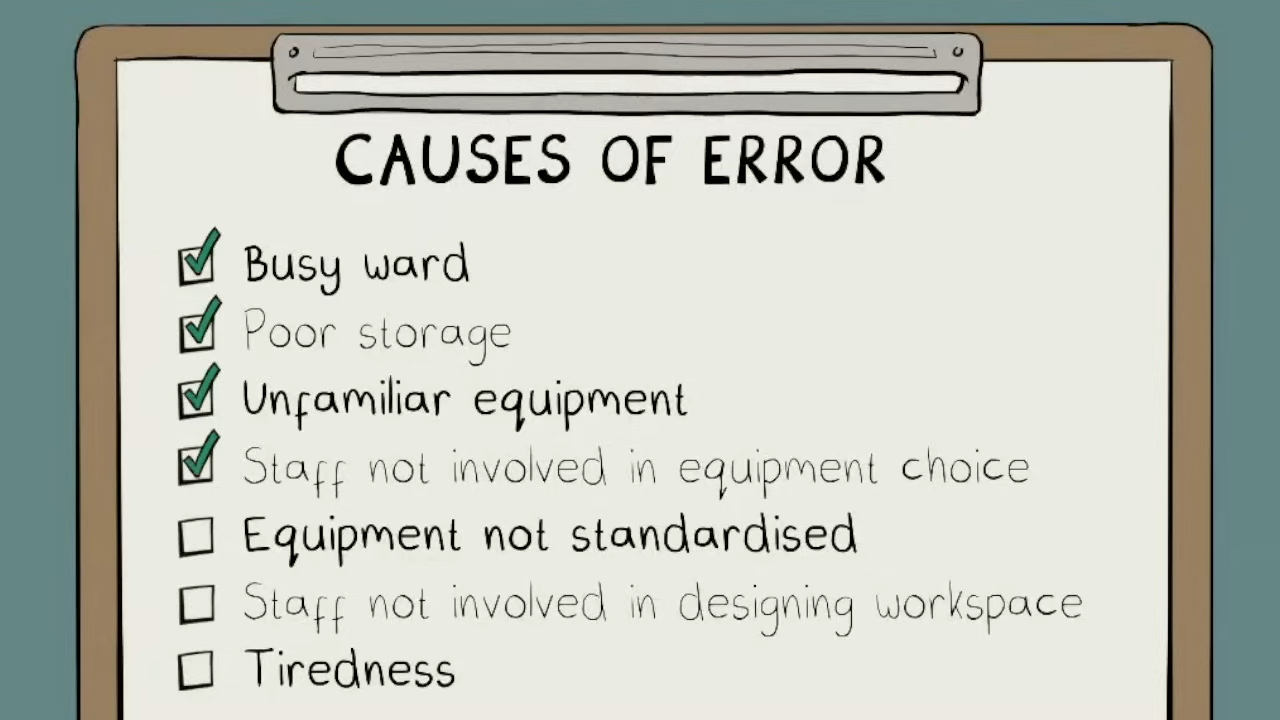 CAUSES OF ERROR
Busy ward
Poor storage
Unfamiliar equipment
Staff not involved in equipment choice
Equipment not standardised
Staff not involved in designing workspace
Tiredness